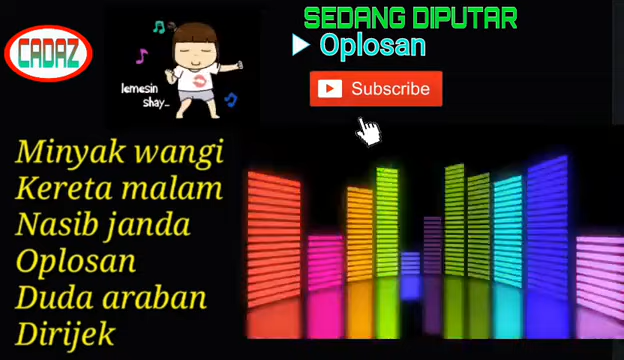 CADAZ
lemesin
shay...
SEDANG DIPUTAR
Oplosan
Subscribe
Minyak wangi
Kereta malam
Nasib janda
Oplosan
Duda araban
Dirijek